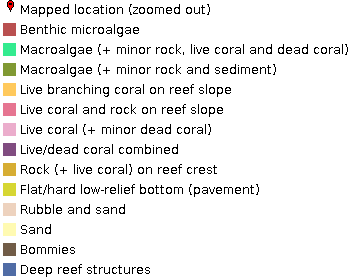 Mapped location (zoomed out)
Benthic microalgae
Macroalgae (+ minor rock, live coral and dead coral)
Macroalgae (+ minor rock and sediment)
Live branching coral on reef slope
Live coral and rock on reef slope
Live coral (+ minor dead coral)
Live/dead coral combined
Rock (+ live coral) on reef crest
Flat/hard low-relief bottom (pavement)
Rubble and sand
Sand
Bommies
Deep reef structures